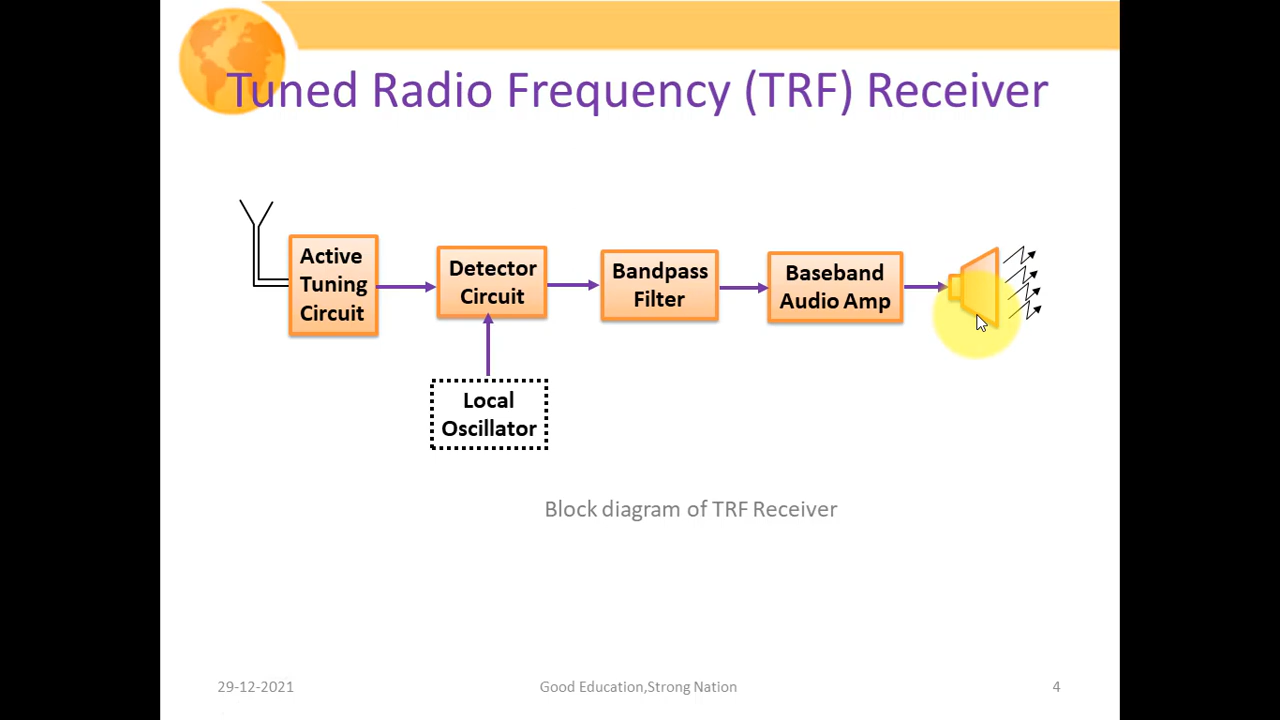 Tuned Radio Frequency (TRF) Receiver
Active
Tuning
Circuit
Detector
Circuit
Bandpass
Filter
Baseband
Audio Amp
Local
Oscillator
Block diagram of TRF Receiver
29-12-2021
Good Education,Strong Nation
4